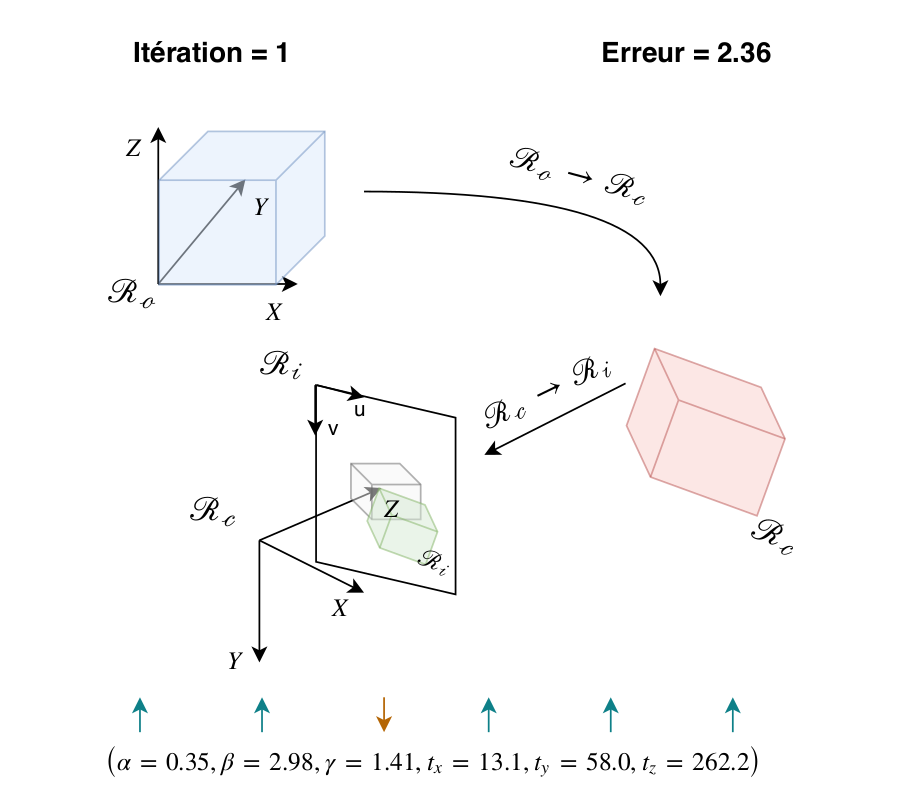 Itération = 1
Erreur = 2.36
Z
ℛo → ℛc
Y
ℛo
X
ℛi
ℛc → ℛi
u
v
ℛc
Z
ℛc
ℛi
X
Y
(α = 0.35, β = 2.98, γ = 1.41, tx = 13.1, ty = 58.0, tz = 262.2)